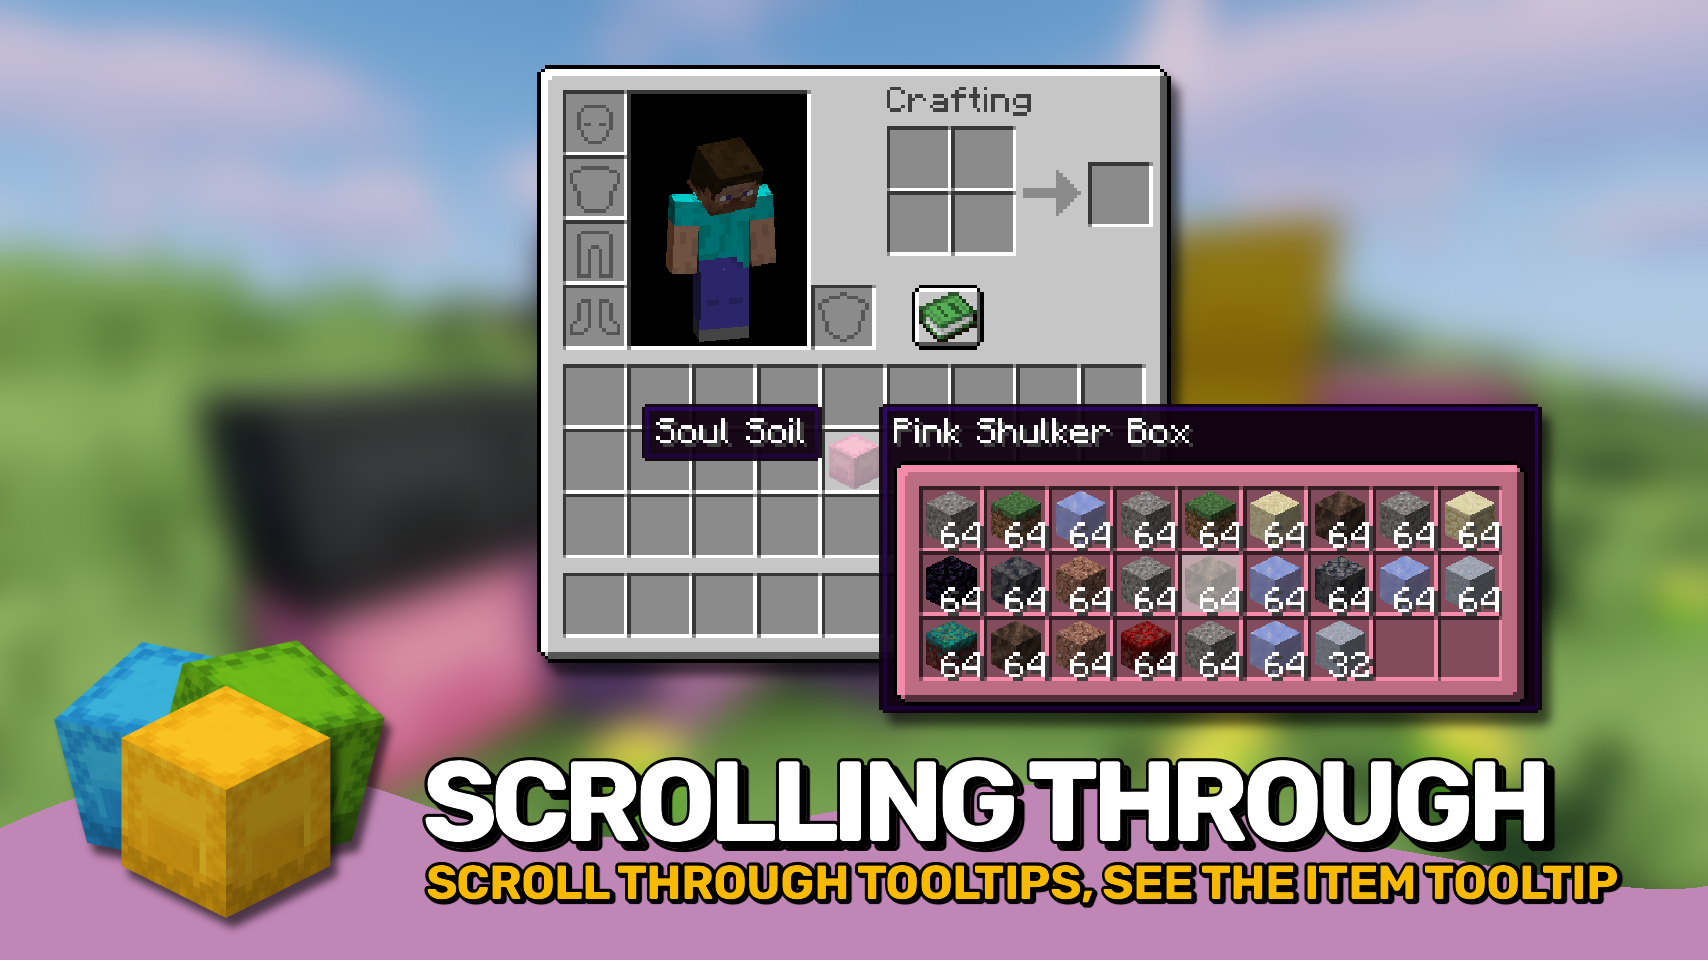 Crafting
Soul Soil
Pink Shulker Box
64 64 64 64 64 64 64 64 64
64 64 64 64 64 64 64 64 64
64 64 64 64 64 64 32
SCROLLING THROUGH
SCROLL THROUGH TOOLTIPS, SEE THE ITEM TOOLTIP